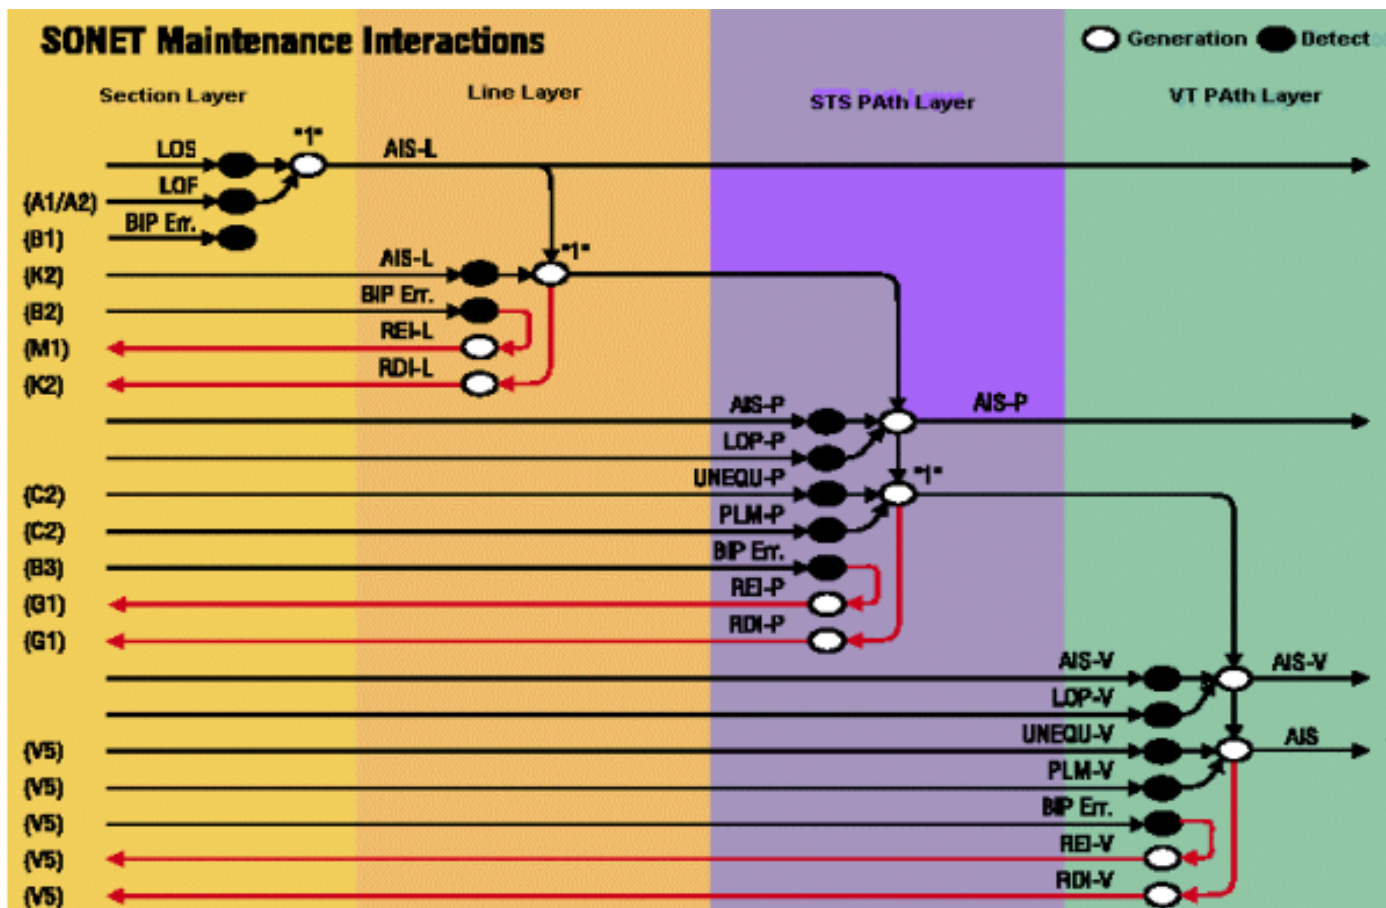 SONET Maintenance Interactions
Generation Detect
Section Layer
Line Layer
STS PAth Layer
VT PAth Layer
"1"
LOS
AIS-L
LOF
(A1/A2)
BIP Err.
(B1)
"1"
AIS-L
(K2)
BIP Err.
(B2)
REI-L
(M1)
RDI-L
(K2)
AIS-P
AIS-P
LOP-P
UNEQU-P
"1"
(C2)
PLM-P
(C2)
BIP Err.
(B3)
REI-P
(G1)
RDI-P
(G1)
AIS-V
AIS-V
LOP-V
UNEQU-V
AIS
(V5)
PLM-V
(V5)
BIP Err.
(V5)
REI-V
(V5)
RDI-V
(V5)